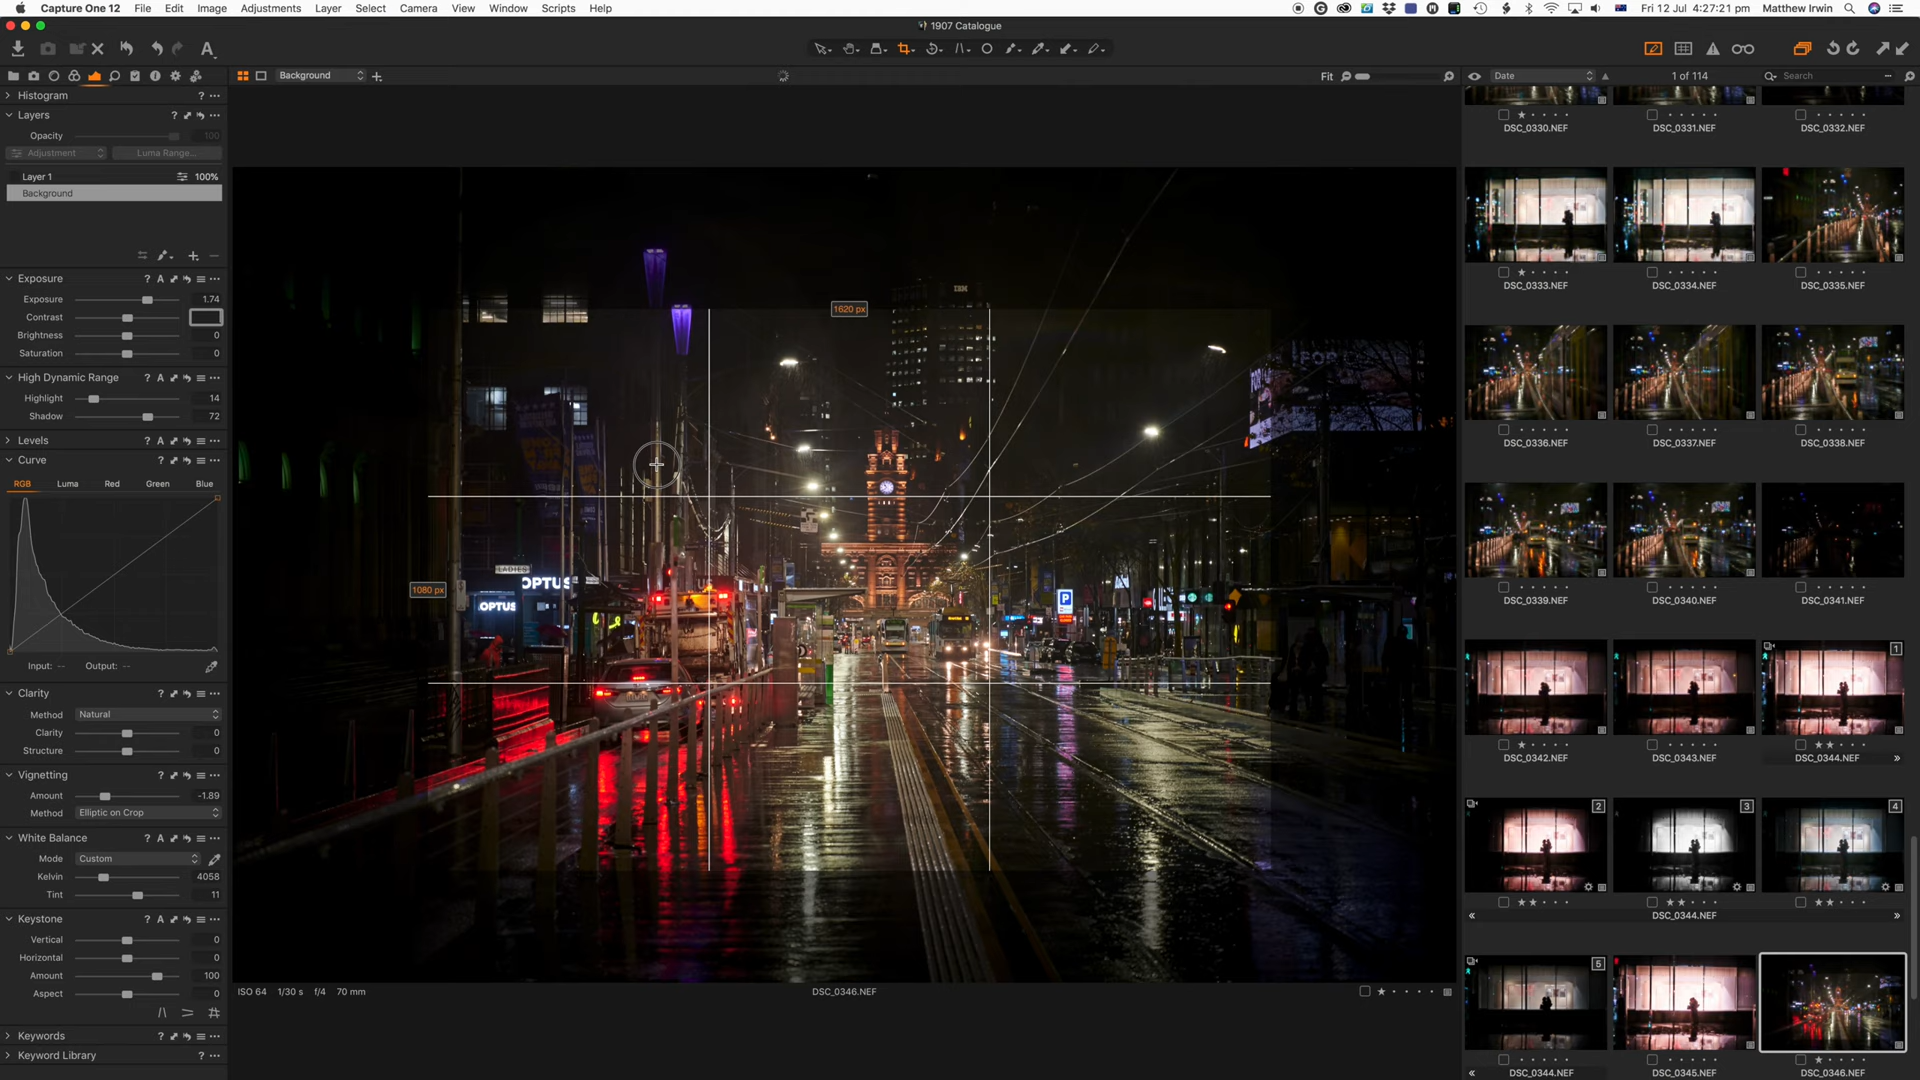 Capture One 12 File Edit Image Adjustments Layer Select Camera View Window Scripts Help Fri 12 Jul 4:27:21 pm Matthew Irwin
1907 Catalogue
Background Fit Date 1 of 114 Search
Histogram
Layers
Opacity 100
Adjustment Luma Range...
Layer 1 100%
Background
Exposure
Exposure 1.74
Contrast
Brightness 0
Saturation 0
High Dynamic Range
Highlight 14
Shadow 72
Levels
Curve
RGB Luma Red Green Blue
Input: -- Output: --
Clarity
Method Natural
Clarity 0
Structure 0
Vignetting
Amount -1.89
Method Elliptic on Crop
White Balance
Mode Custom
Kelvin 4058
Tint 11
Keystone
Vertical 0
Horizontal 0
Amount 100
Aspect 0
Keywords
Keyword Library
IBM
1620 px
1080 px
LADIES
OPTUS
OPTUS
P
ISO 64 1/30 s f/4 70 mm DSC_0346.NEF
DSC_0330.NEF DSC_0331.NEF DSC_0332.NEF
DSC_0333.NEF DSC_0334.NEF DSC_0335.NEF
DSC_0336.NEF DSC_0337.NEF DSC_0338.NEF
DSC_0339.NEF DSC_0340.NEF DSC_0341.NEF
1
DSC_0342.NEF DSC_0343.NEF DSC_0344.NEF
2 3 4
DSC_0344.NEF
5
DSC_0344.NEF DSC_0345.NEF DSC_0346.NEF